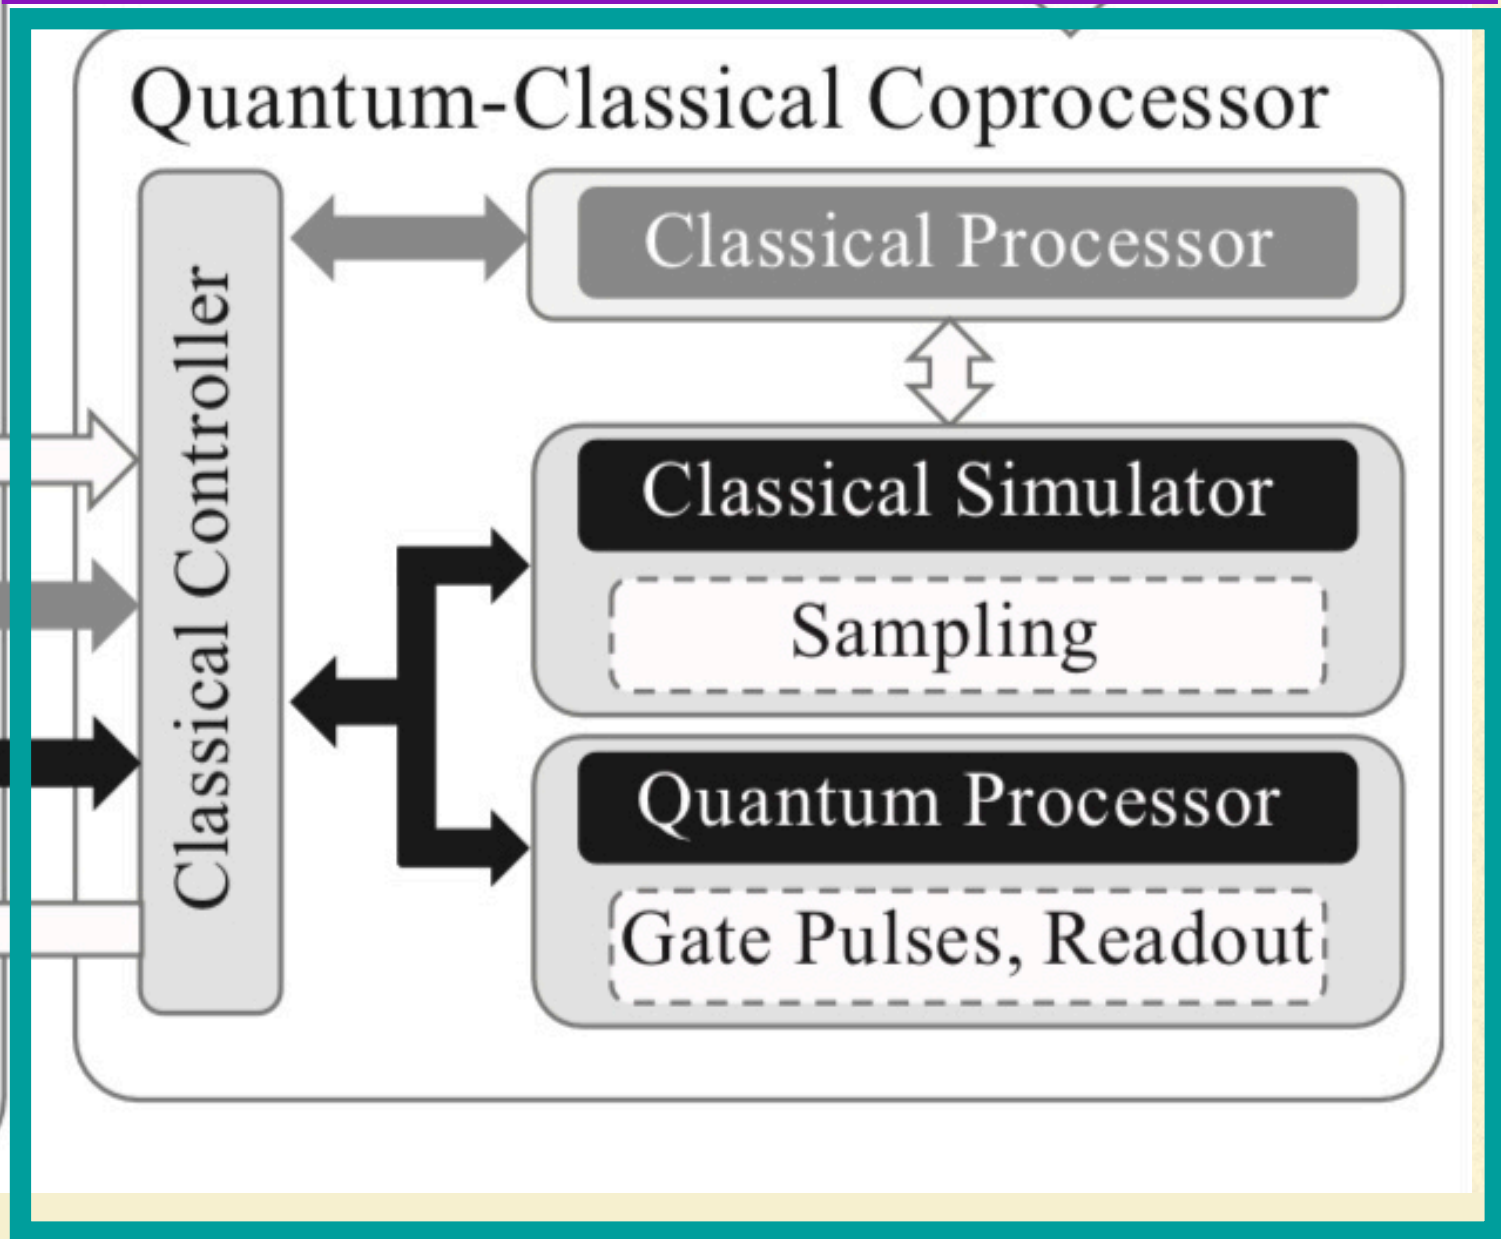 Quantum-Classical Coprocessor
Classical Controller
Classical Processor
Classical Simulator
Sampling
Quantum Processor
Gate Pulses, Readout